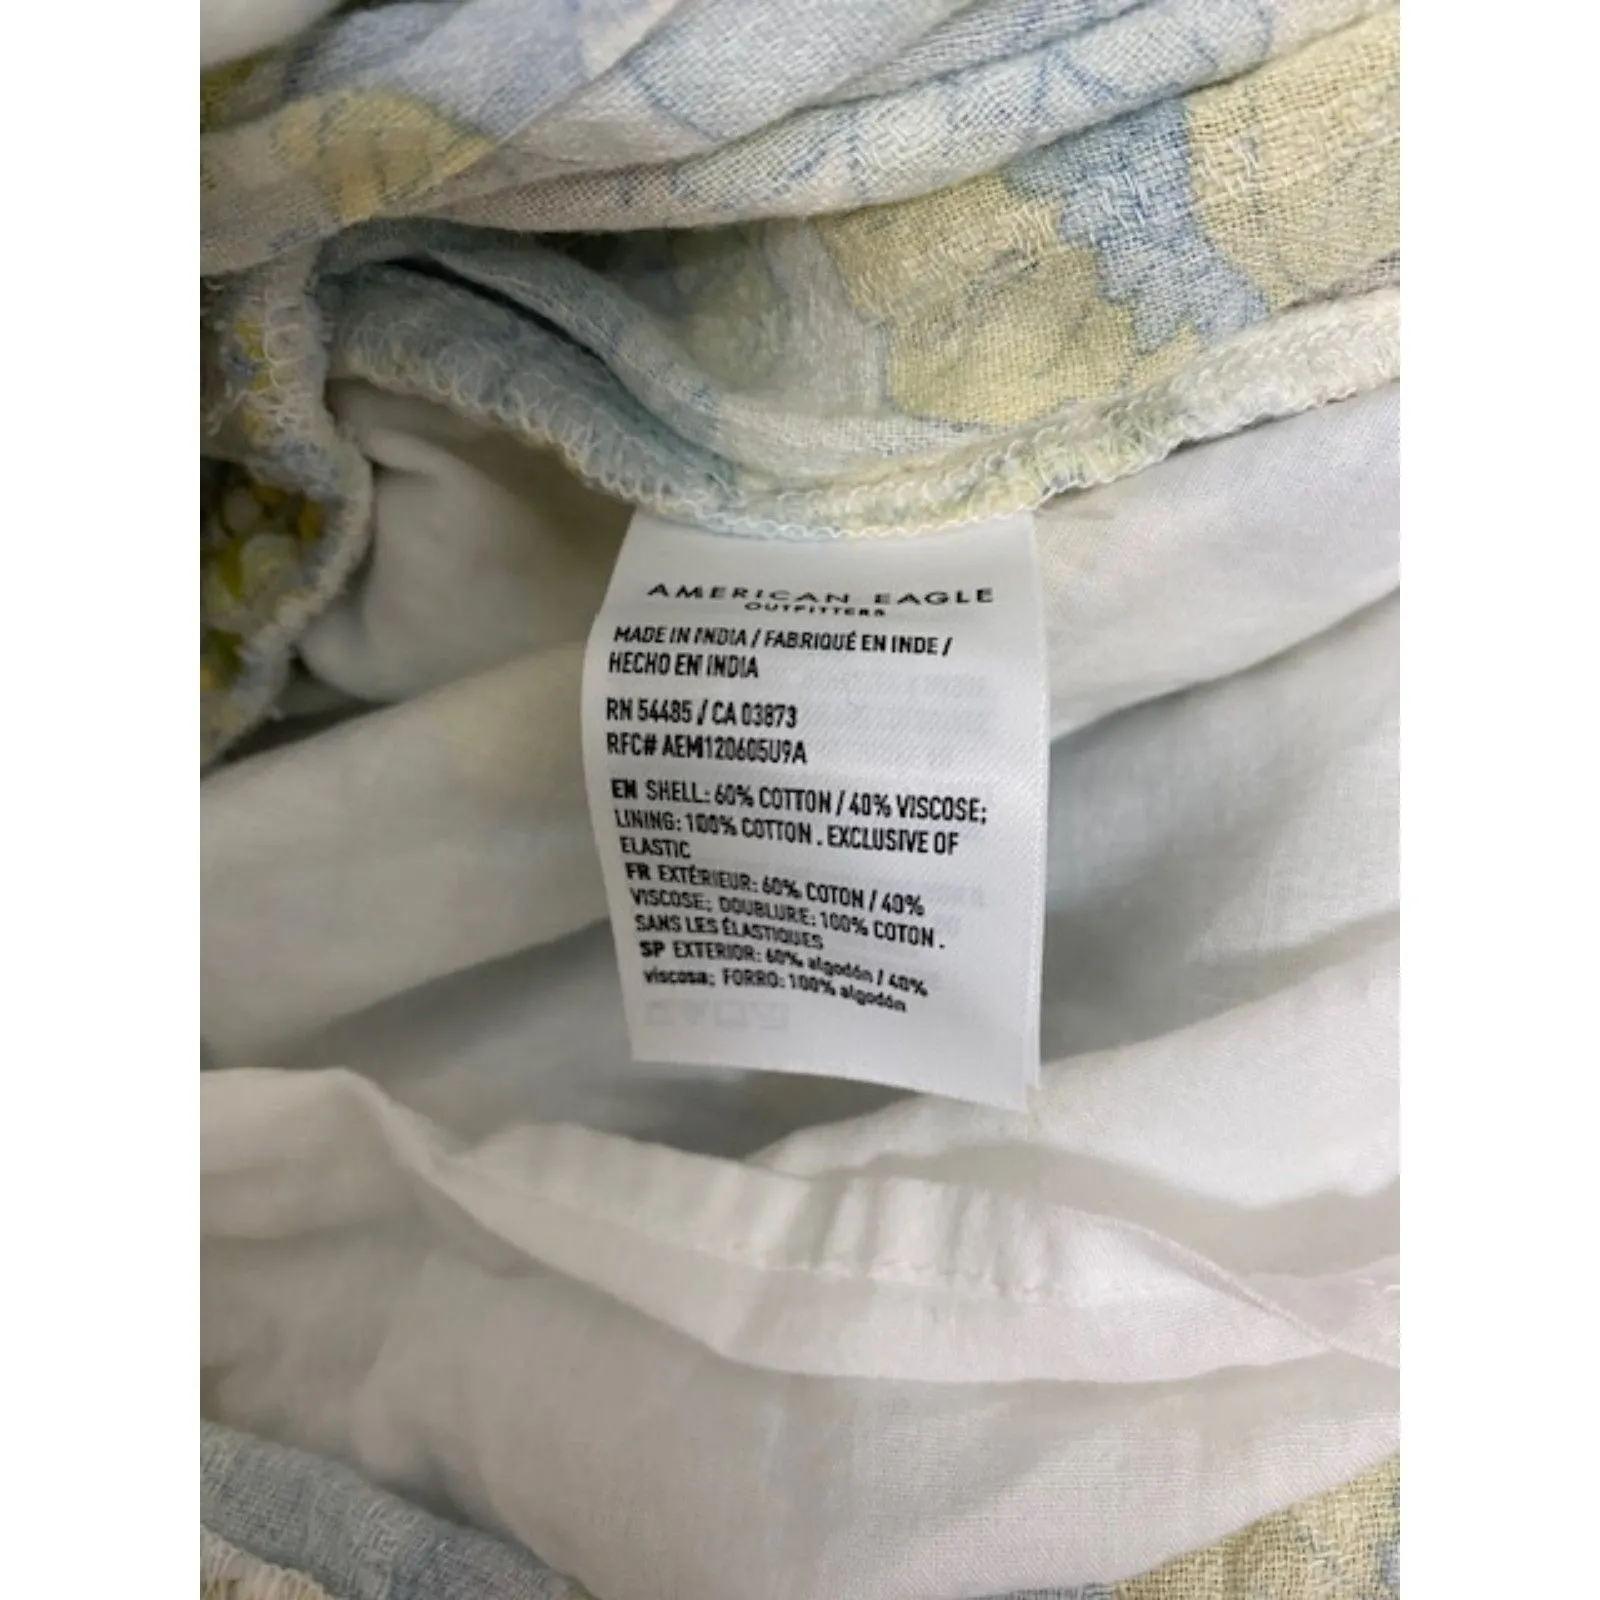 AMERICAN EAGLE
OUTFITTERS
MADE IN INDIA / FABRIQUÉ EN INDE /
HECHO EN INDIA
RN 54485 / CA 03873
RFC# AEM120605U9A
EN SHELL: 60% COTTON / 40% VISCOSE;
LINING: 100% COTTON . EXCLUSIVE OF
ELASTIC
FR EXTÉRIEUR: 60% COTON / 40%
VISCOSE; DOUBLURE: 100% COTON .
SANS LES ÉLASTIQUES
SP EXTERIOR: 60% algodón / 40%
viscosa; FORRO: 100% algodón